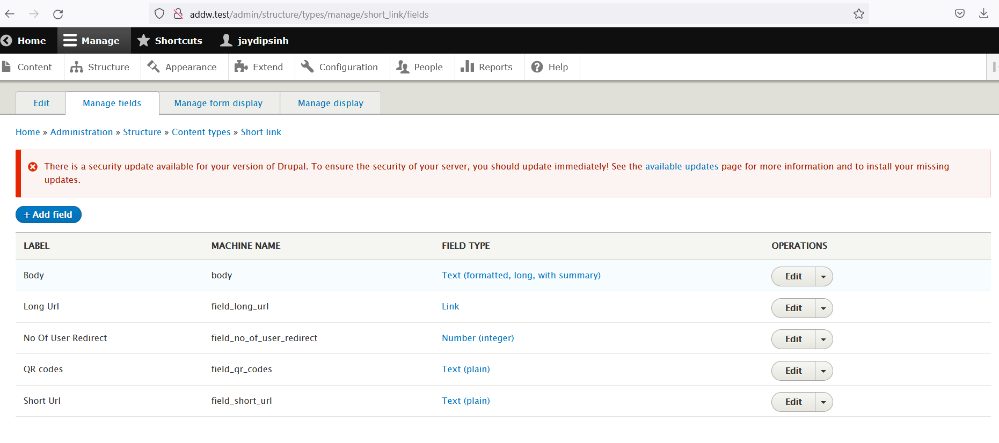 addw.test/admin/structure/types/manage/short_link/fields
Home Manage Shortcuts jaydipsinh
Content Structure Appearance Extend Configuration People Reports Help
Edit Manage fields Manage form display Manage display
Home » Administration » Structure » Content types » Short link
There is a security update available for your version of Drupal. To ensure the security of your server, you should update immediately! See the available updates page for more information and to install your missing
updates.
+ Add field
LABEL MACHINE NAME FIELD TYPE OPERATIONS
Body body Text (formatted, long, with summary) Edit
Long Url field_long_url Link Edit
No Of User Redirect field_no_of_user_redirect Number (integer) Edit
QR codes field_qr_codes Text (plain) Edit
Short Url field_short_url Text (plain) Edit